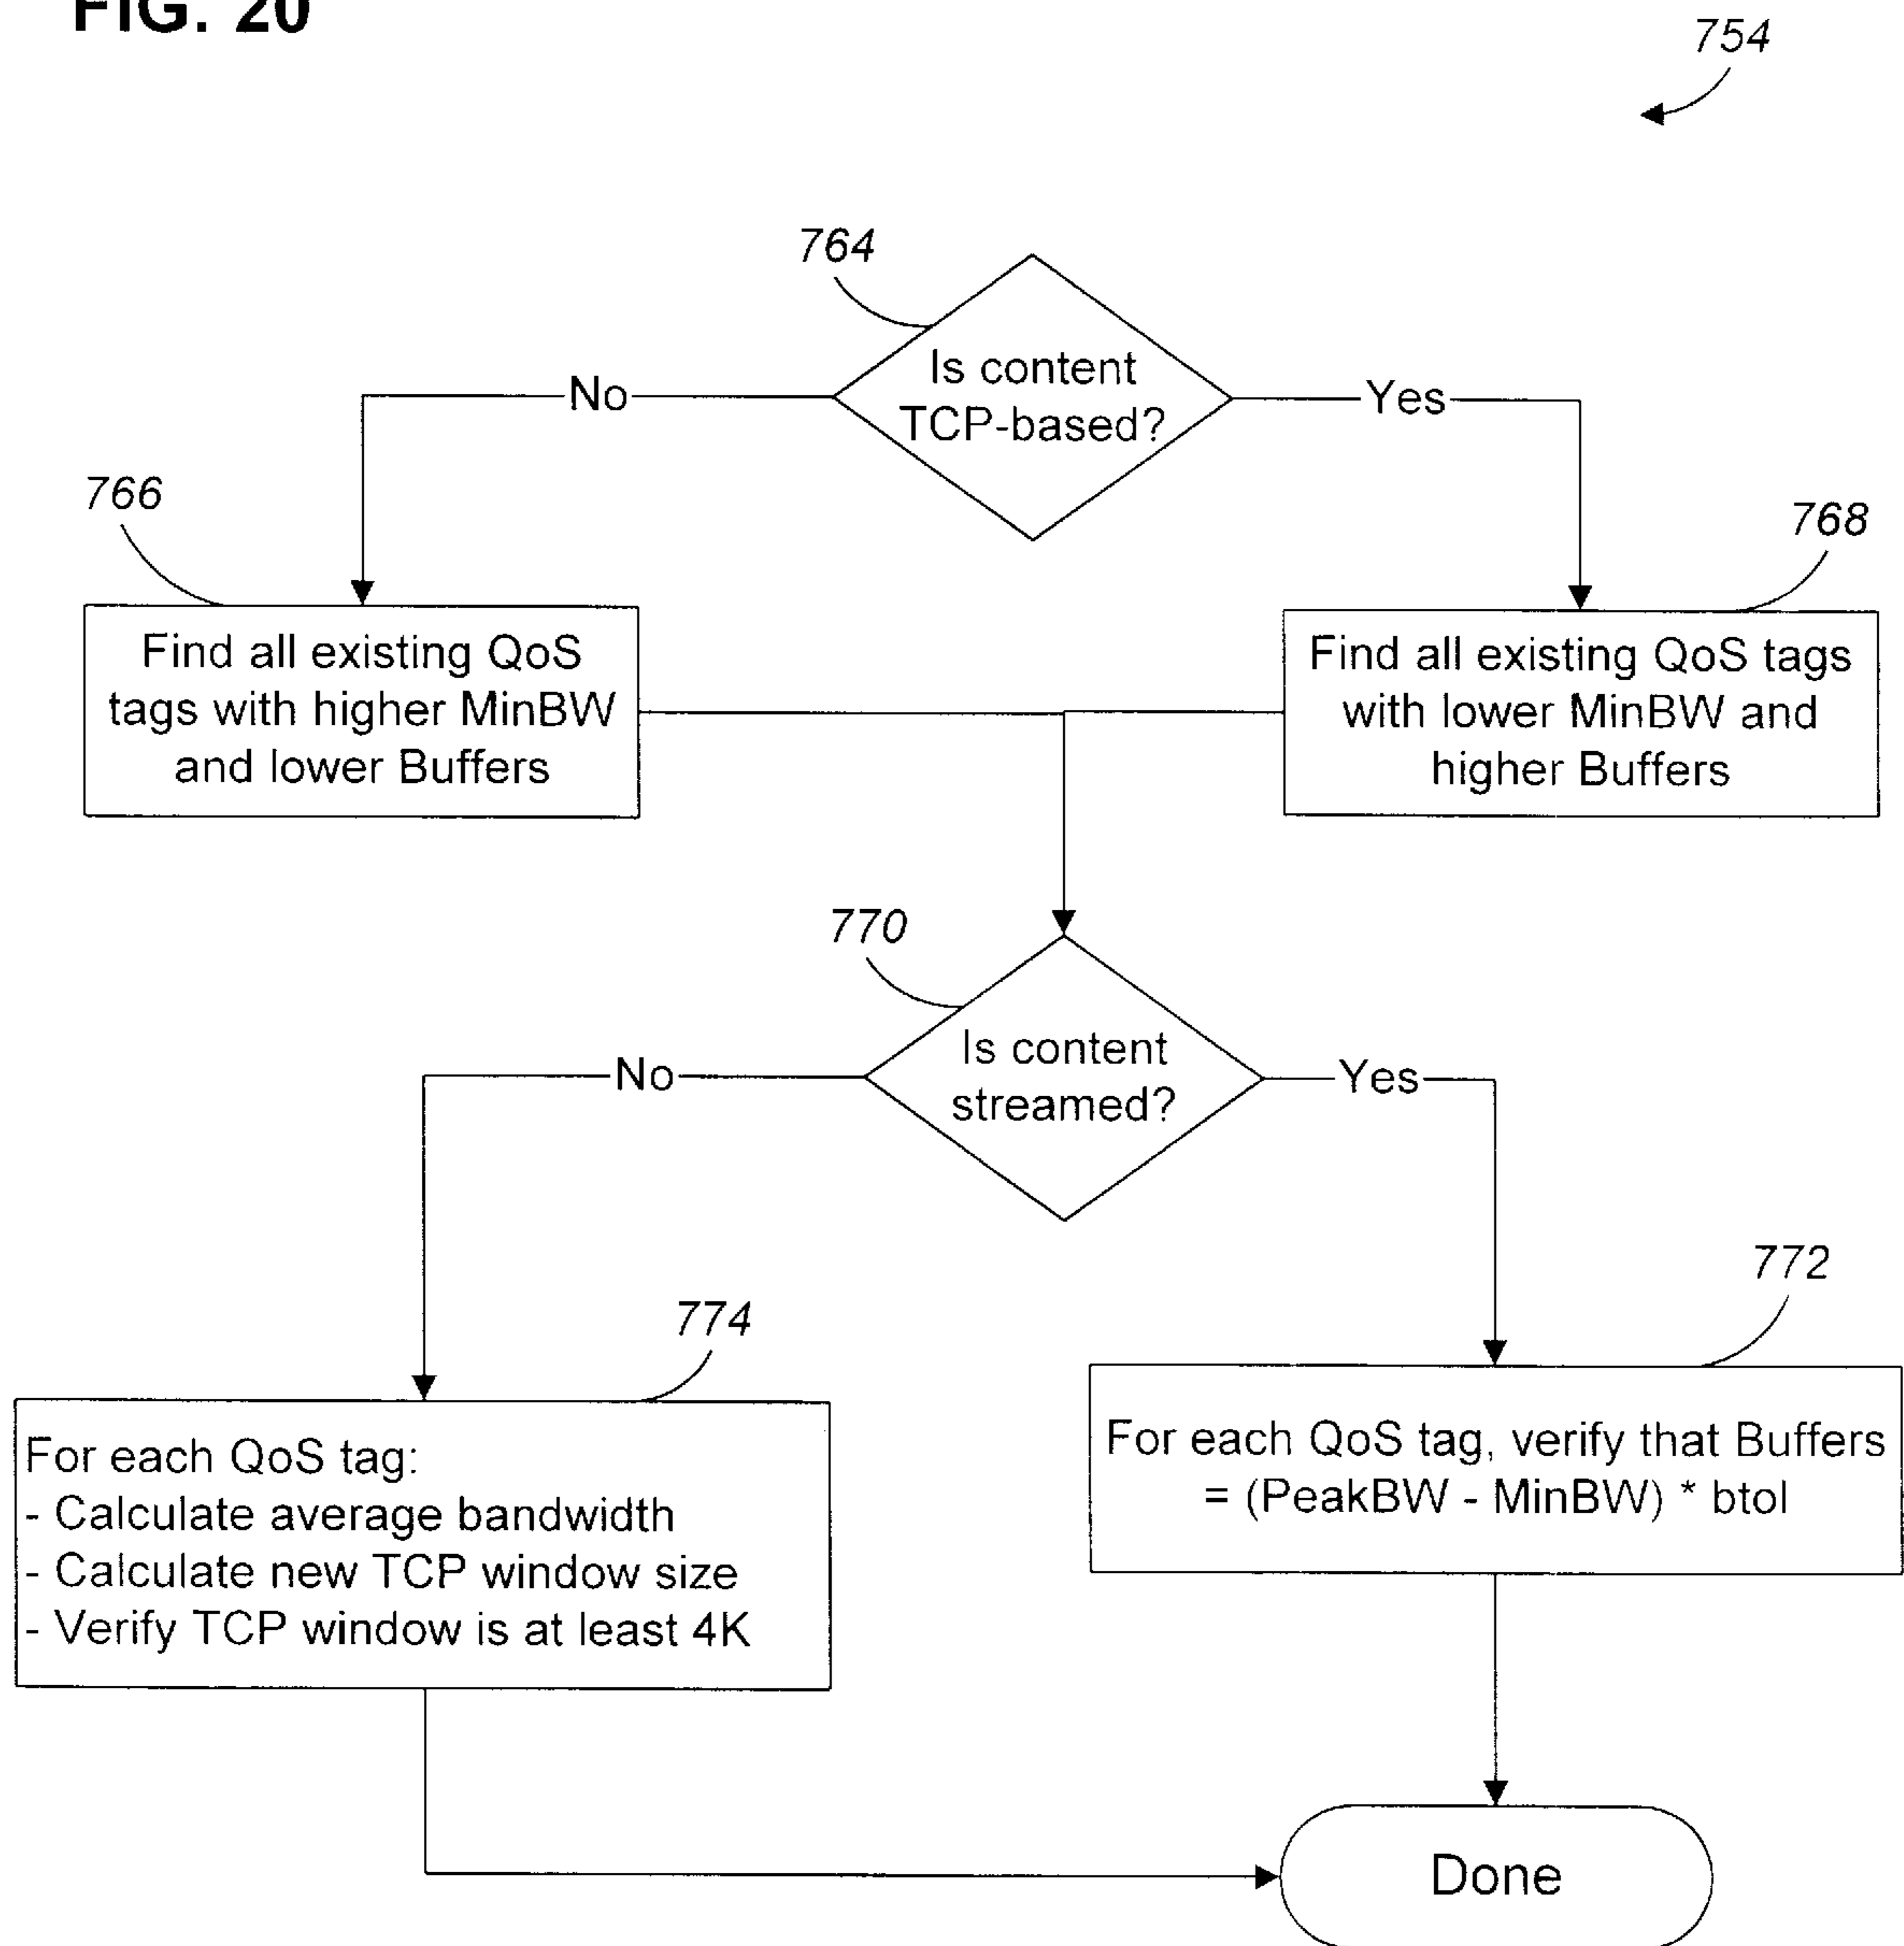 FIG. 20
754
764
Is content
TCP-based?
No
Yes
766
768
Find all existing QoS
tags with higher MinBW
and lower Buffers
Find all existing QoS tags
with lower MinBW and
higher Buffers
770
Is content
streamed?
No
Yes
772
774
For each QoS tag:
- Calculate average bandwidth
- Calculate new TCP window size
- Verify TCP window is at least 4K
For each QoS tag, verify that Buffers
= (PeakBW - MinBW) * btol
Done